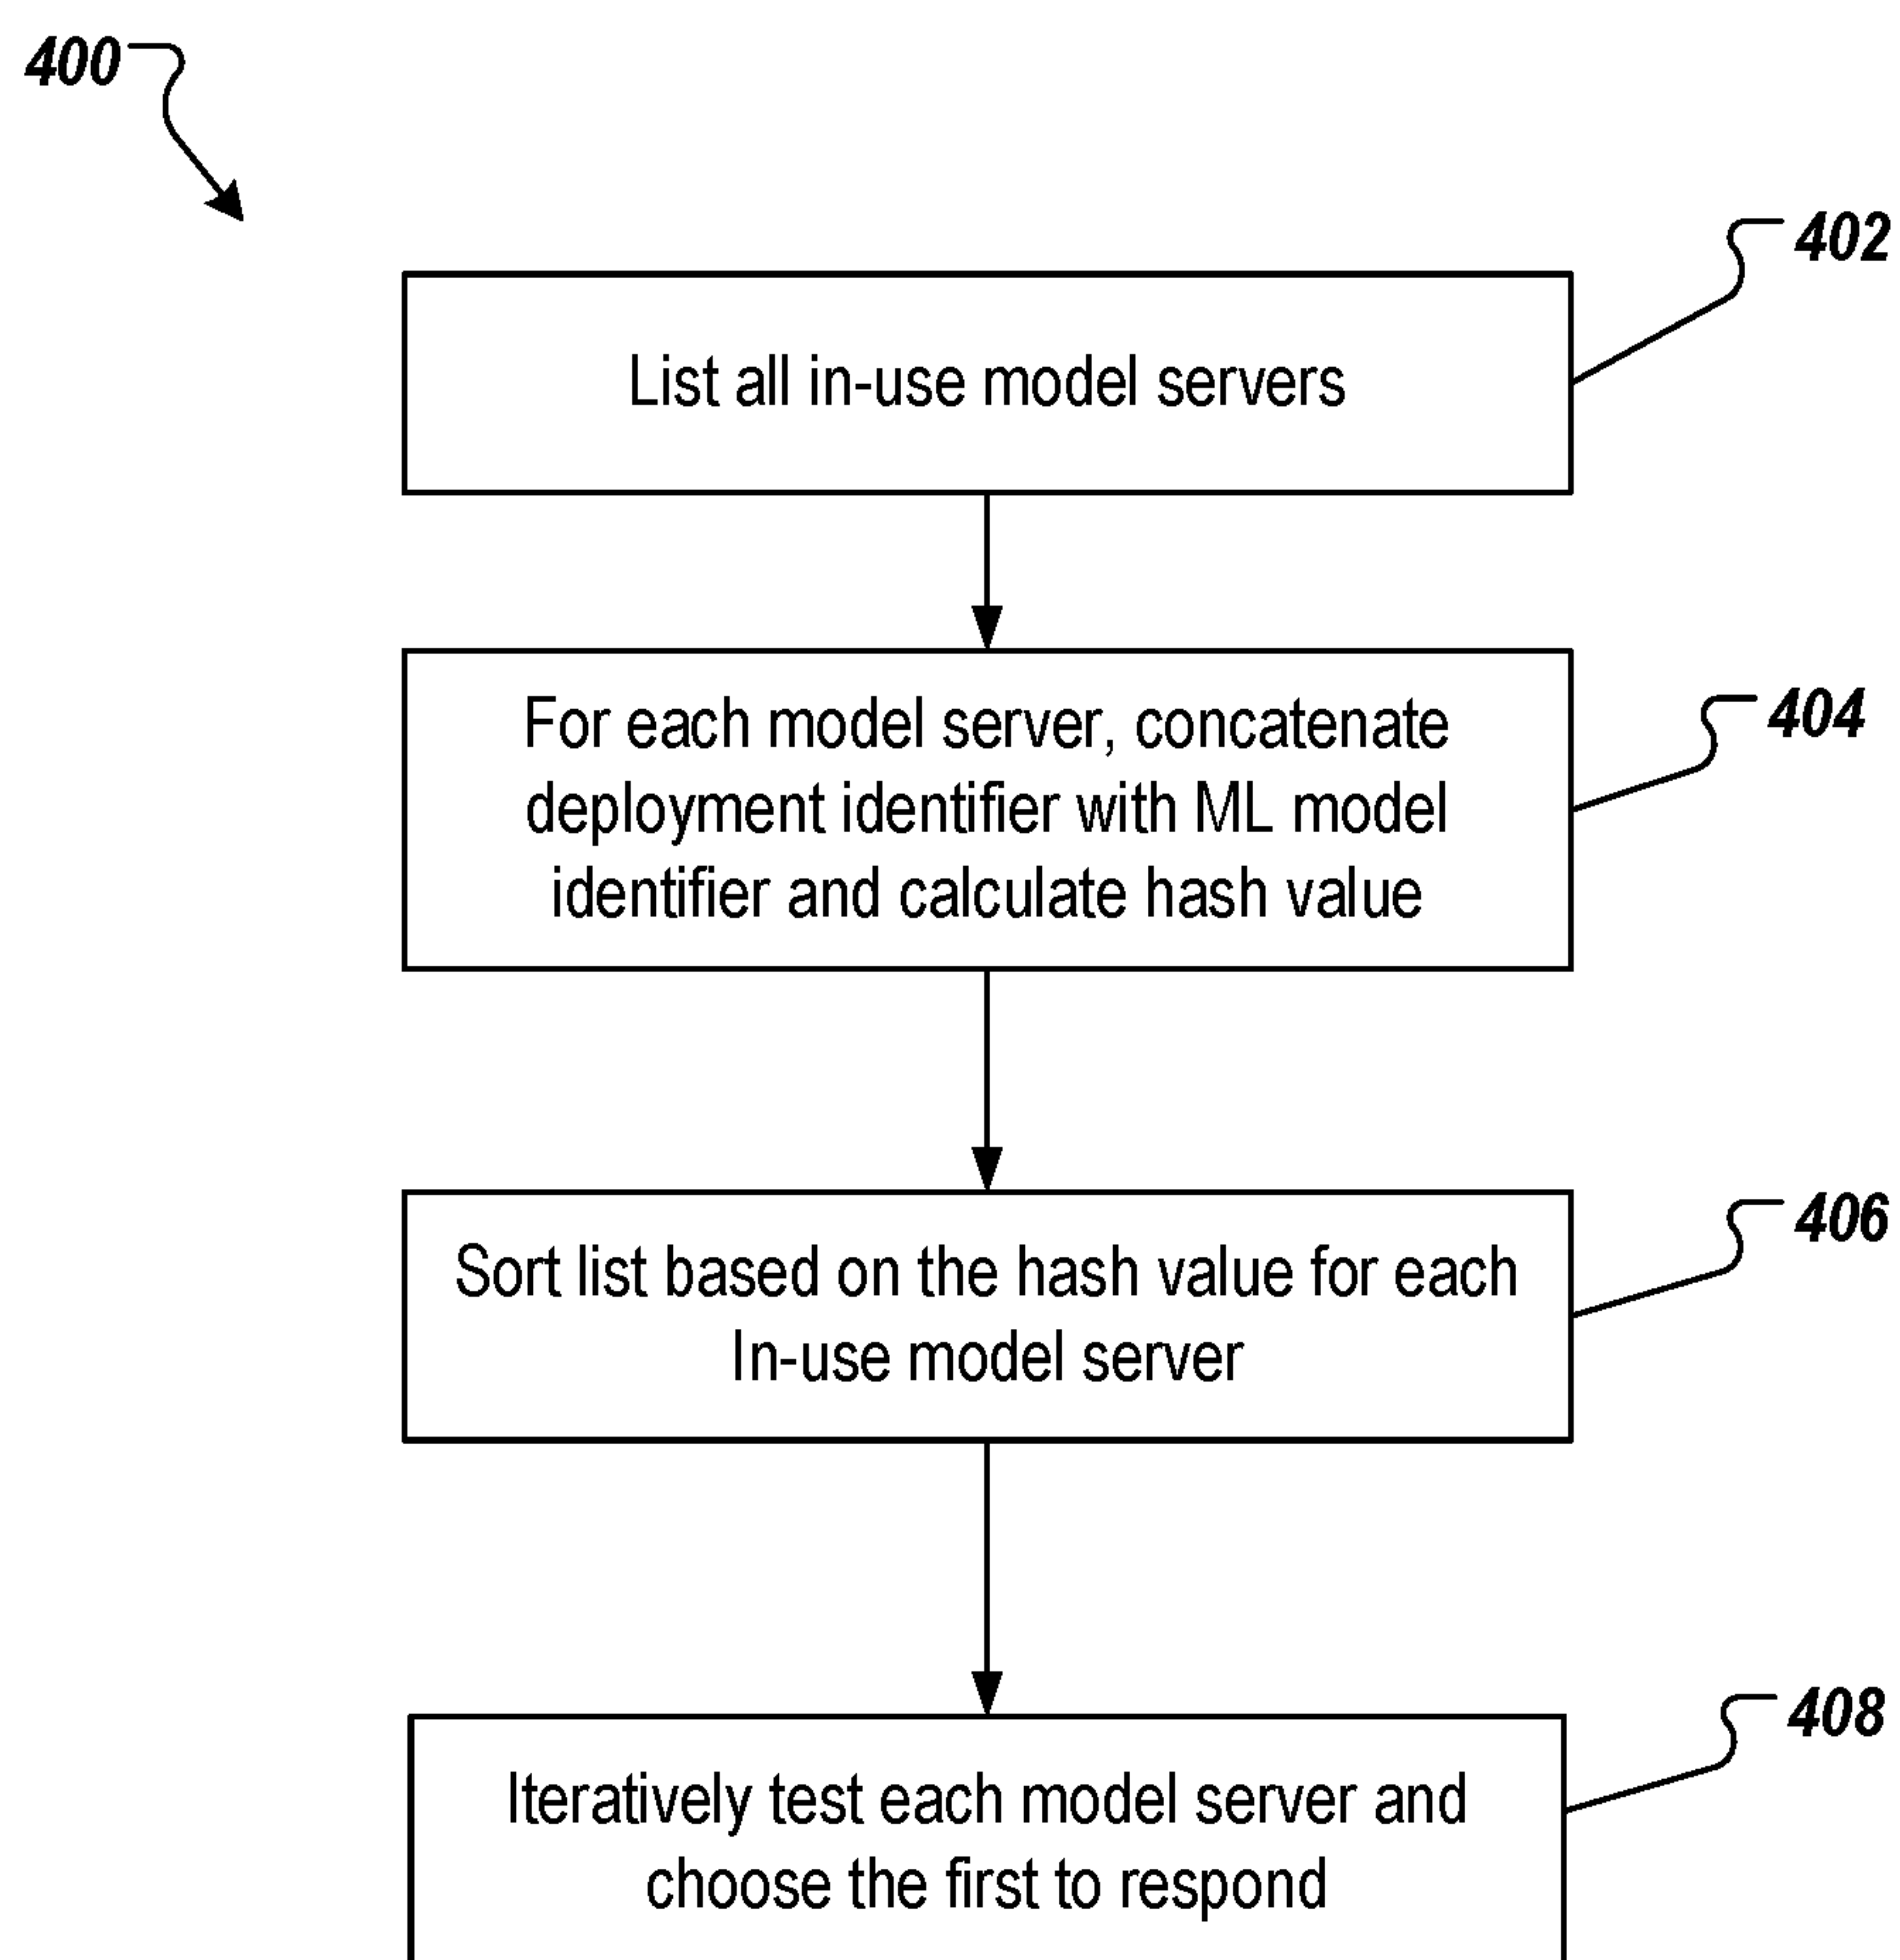 400
402
List all in-use model servers
404
For each model server, concatenate
deployment identifier with ML model
identifier and calculate hash value
406
Sort list based on the hash value for each
In-use model server
408
Iteratively test each model server and
choose the first to respond